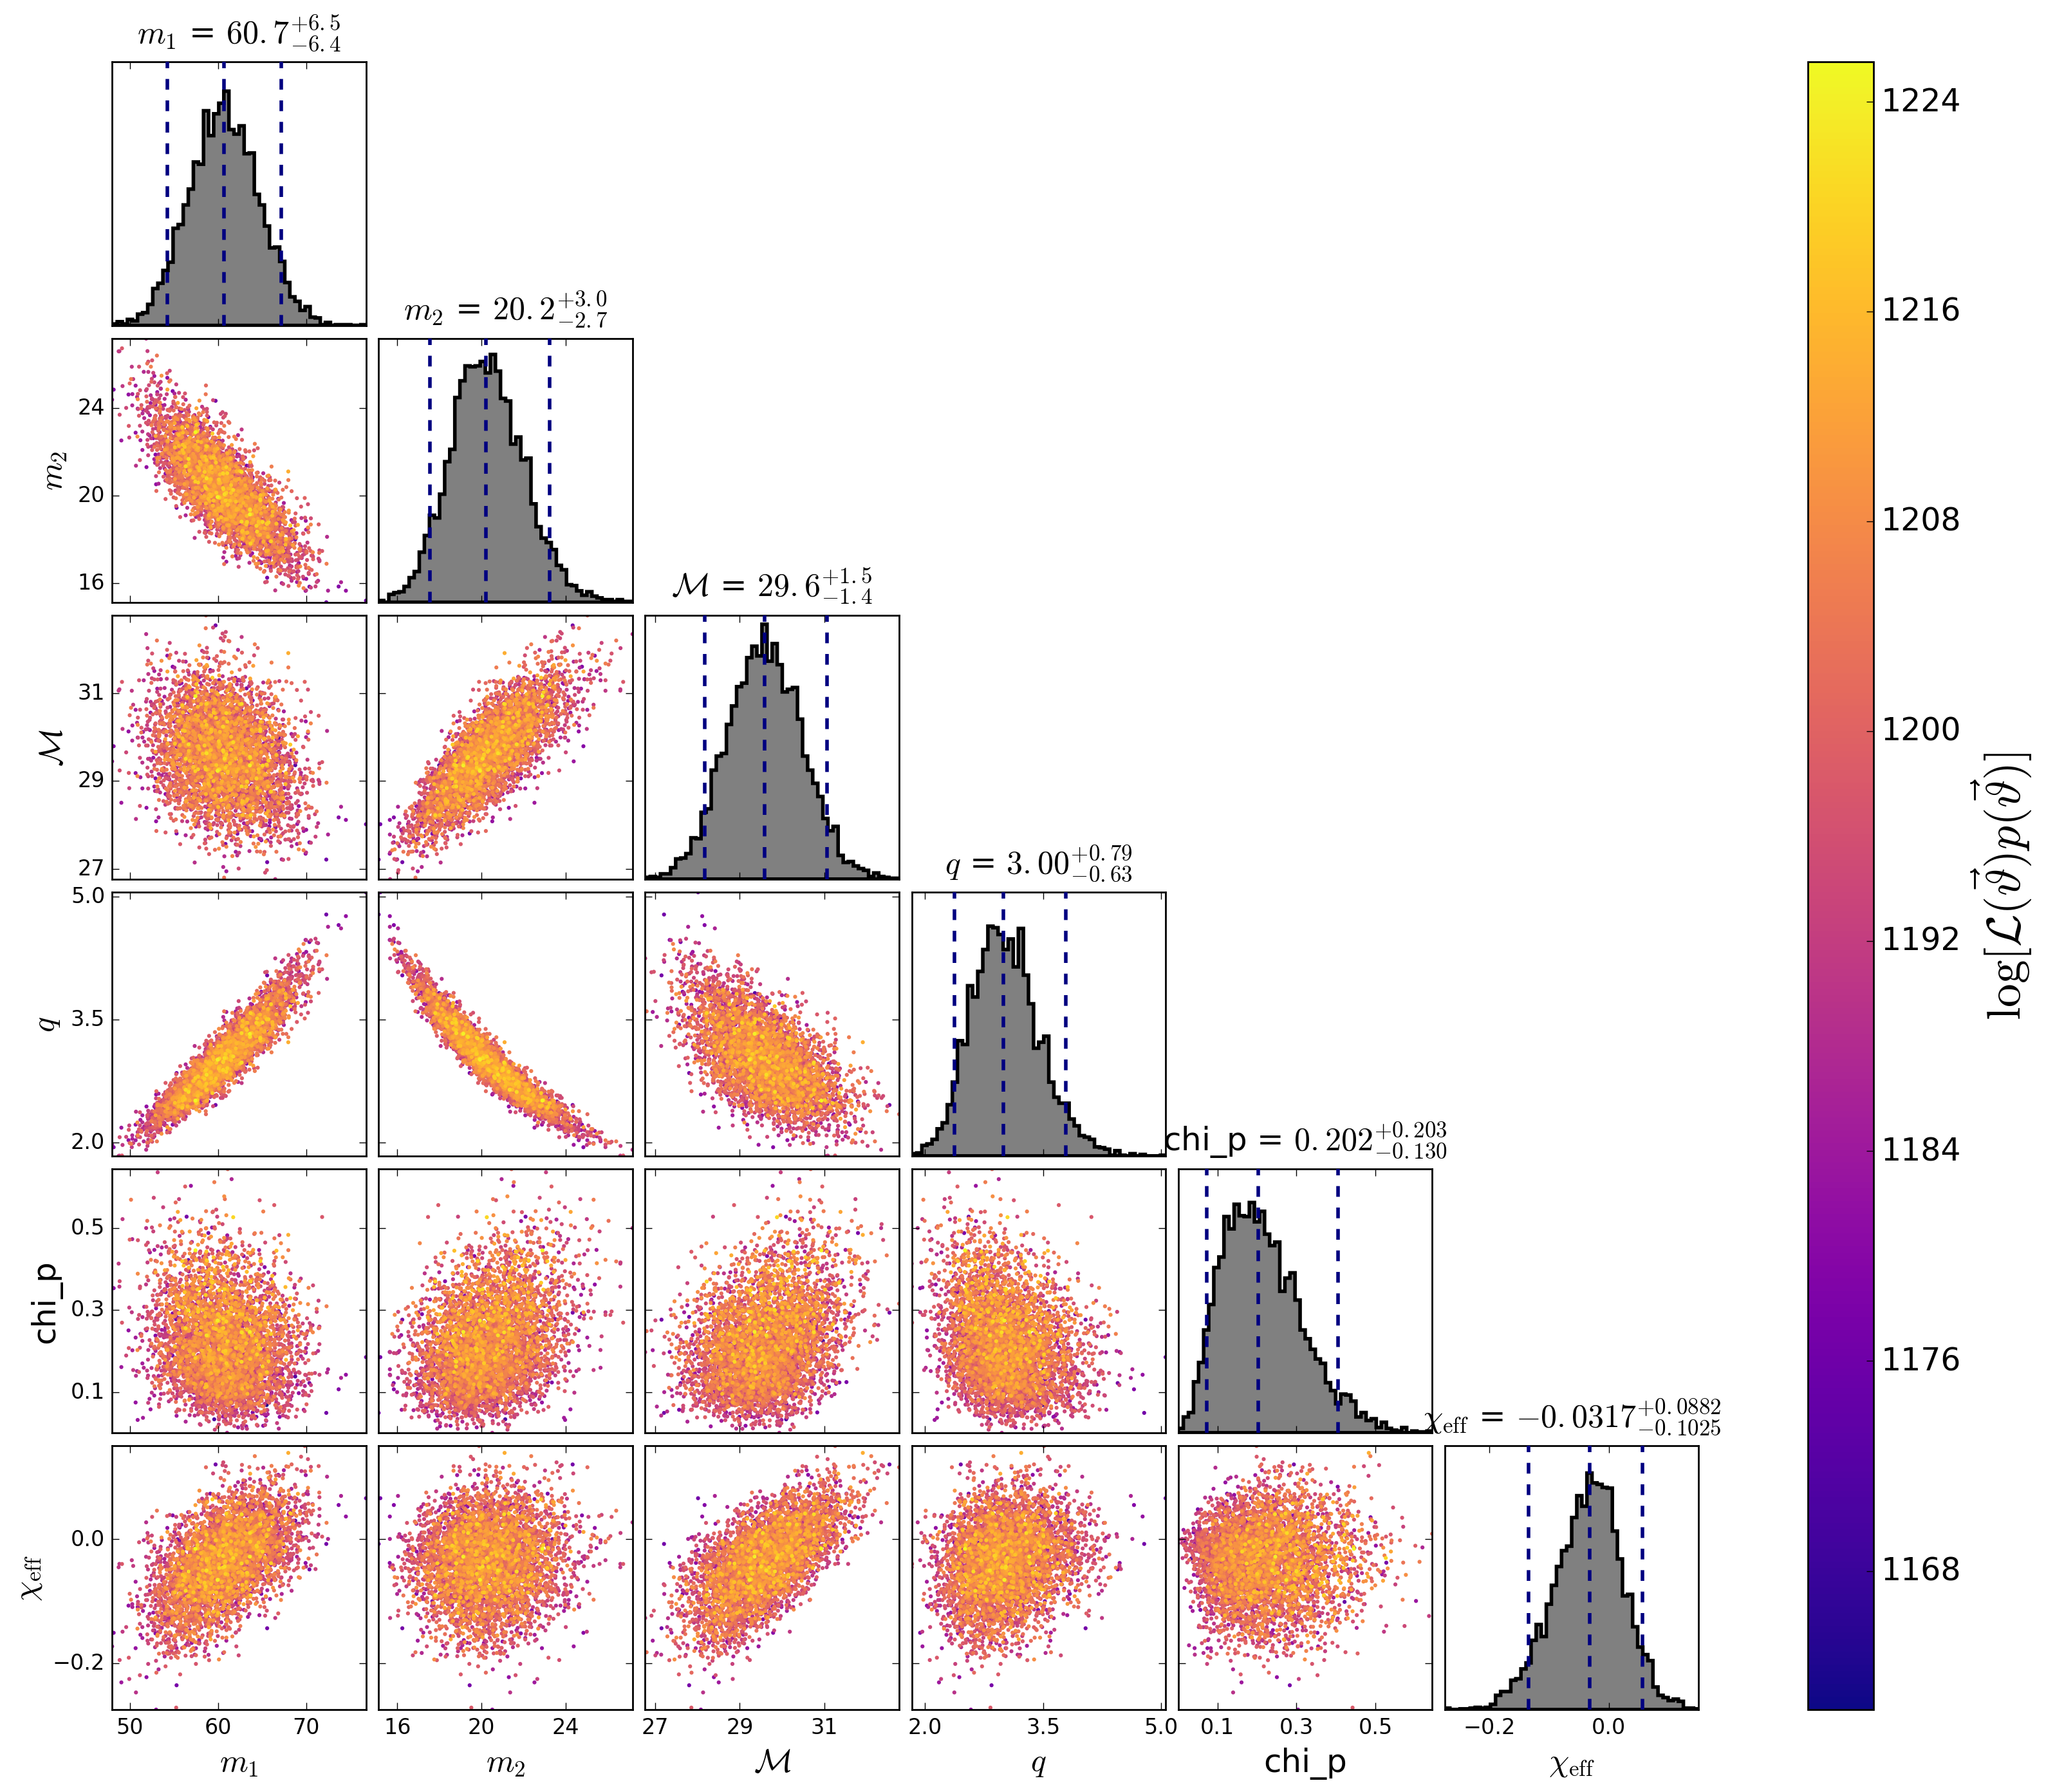 m₁ = 60.7⁺⁶·⁵₋₆.₄
m₂ = 20.2⁺³·⁰₋₂.₇
ℳ = 29.6⁺¹·⁵₋₁.₄
q = 3.00⁺⁰·⁷⁹₋₀.₆₃
chi_p = 0.202⁺⁰·²⁰³₋₀.₁₃₀
χ_eff = −0.0317⁺⁰·⁰⁸⁸²₋₀.₁₀₂₅
m₂
24
20
16
ℳ
31
29
27
q
5.0
3.5
2.0
chi_p
0.5
0.3
0.1
χ_eff
0.0
−0.2
50 60 70 16 20 24 27 29 31 2.0 3.5 5.0 0.1 0.3 0.5 −0.2 0.0
m₁ m₂ ℳ q chi_p χ_eff
1224
1216
1208
1200
1192
1184
1176
1168
log[ℒ(ϑ⃗)p(ϑ⃗)]